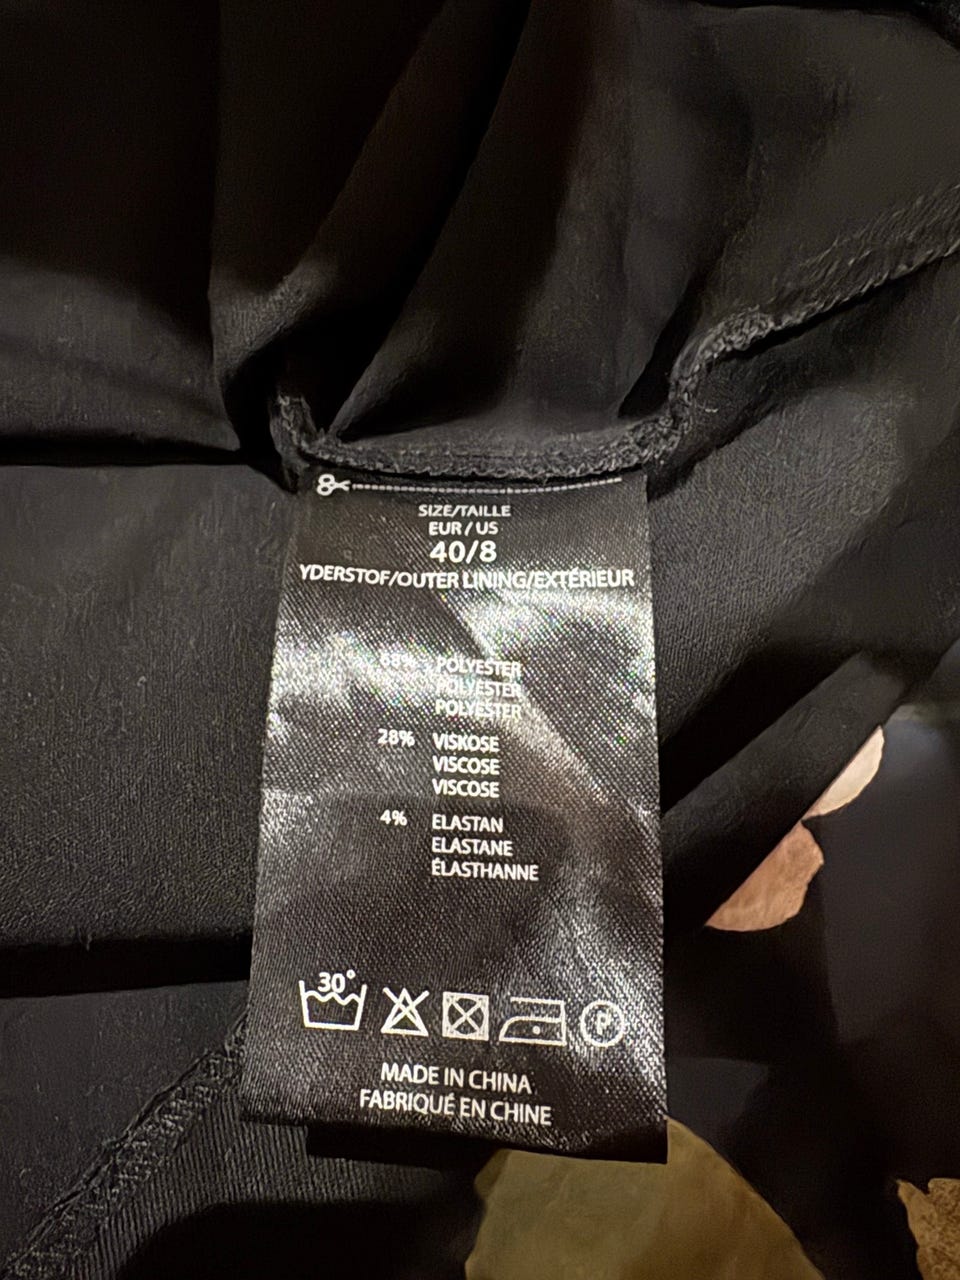 SIZE/TAILLE
EUR / US
40/8
YDERSTOF/OUTER LINING/EXTÉRIEUR
68% POLYESTER
POLYESTER
POLYESTER
28% VISKOSE
VISCOSE
VISCOSE
4% ELASTAN
ELASTANE
ÉLASTHANNE
30°
P
MADE IN CHINA
FABRIQUÉ EN CHINE